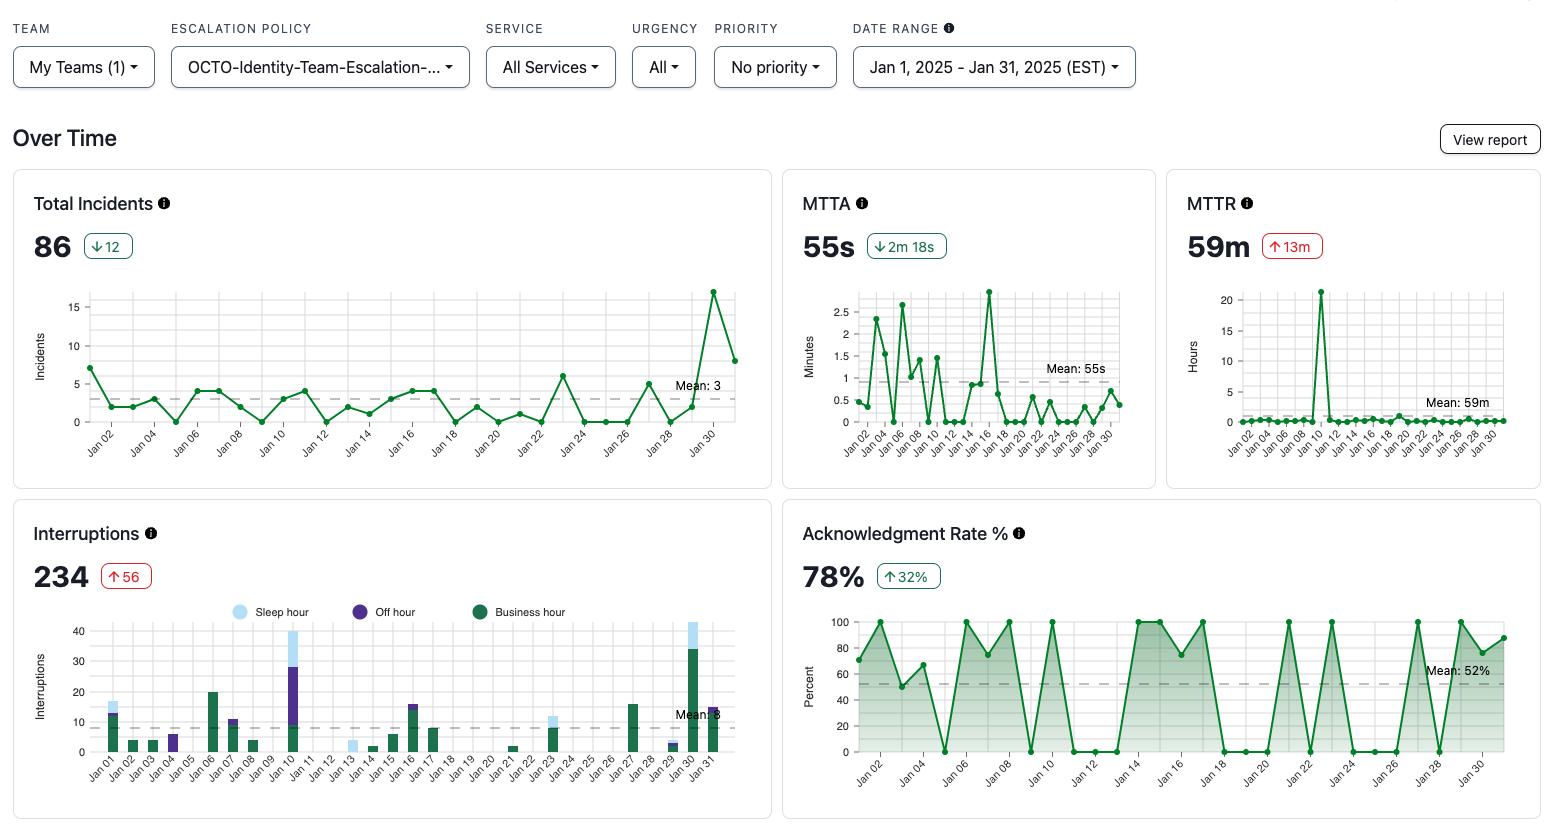 TEAM
ESCALATION POLICY
SERVICE
URGENCY
PRIORITY
DATE RANGE
My Teams (1)
OCTO-Identity-Team-Escalation-...
All Services
All
No priority
Jan 1, 2025 - Jan 31, 2025 (EST)
Over Time
View report
Total Incidents
86
12
Incidents
15
10
5
0
Mean: 3
Jan 02
Jan 04
Jan 06
Jan 08
Jan 10
Jan 12
Jan 14
Jan 16
Jan 18
Jan 20
Jan 22
Jan 24
Jan 26
Jan 28
Jan 30
MTTA
55s
2m 18s
Minutes
2.5
2
1.5
1
0.5
0
Mean: 55s
Jan 02
Jan 04
Jan 06
Jan 08
Jan 10
Jan 12
Jan 14
Jan 16
Jan 18
Jan 20
Jan 22
Jan 24
Jan 26
Jan 28
Jan 30
MTTR
59m
13m
Hours
20
15
10
5
0
Mean: 59m
Jan 02
Jan 04
Jan 06
Jan 08
Jan 10
Jan 12
Jan 14
Jan 16
Jan 18
Jan 20
Jan 22
Jan 24
Jan 26
Jan 28
Jan 30
Interruptions
234
56
Sleep hour
Off hour
Business hour
Interruptions
40
30
20
10
0
Mean: 8
Jan 01
Jan 02
Jan 03
Jan 04
Jan 05
Jan 06
Jan 07
Jan 08
Jan 09
Jan 10
Jan 11
Jan 12
Jan 13
Jan 14
Jan 15
Jan 16
Jan 17
Jan 18
Jan 19
Jan 20
Jan 21
Jan 22
Jan 23
Jan 24
Jan 25
Jan 26
Jan 27
Jan 28
Jan 29
Jan 30
Jan 31
Acknowledgment Rate %
78%
32%
Percent
100
80
60
40
20
0
Mean: 52%
Jan 02
Jan 04
Jan 06
Jan 08
Jan 10
Jan 12
Jan 14
Jan 16
Jan 18
Jan 20
Jan 22
Jan 24
Jan 26
Jan 28
Jan 30